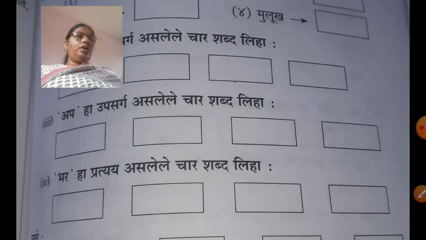 (४) मुलूख →
असलेले चार शब्द लिहा :
'अप' हा उपसर्ग असलेले चार शब्द लिहा :
'भर' हा प्रत्यय असलेले चार शब्द लिहा :